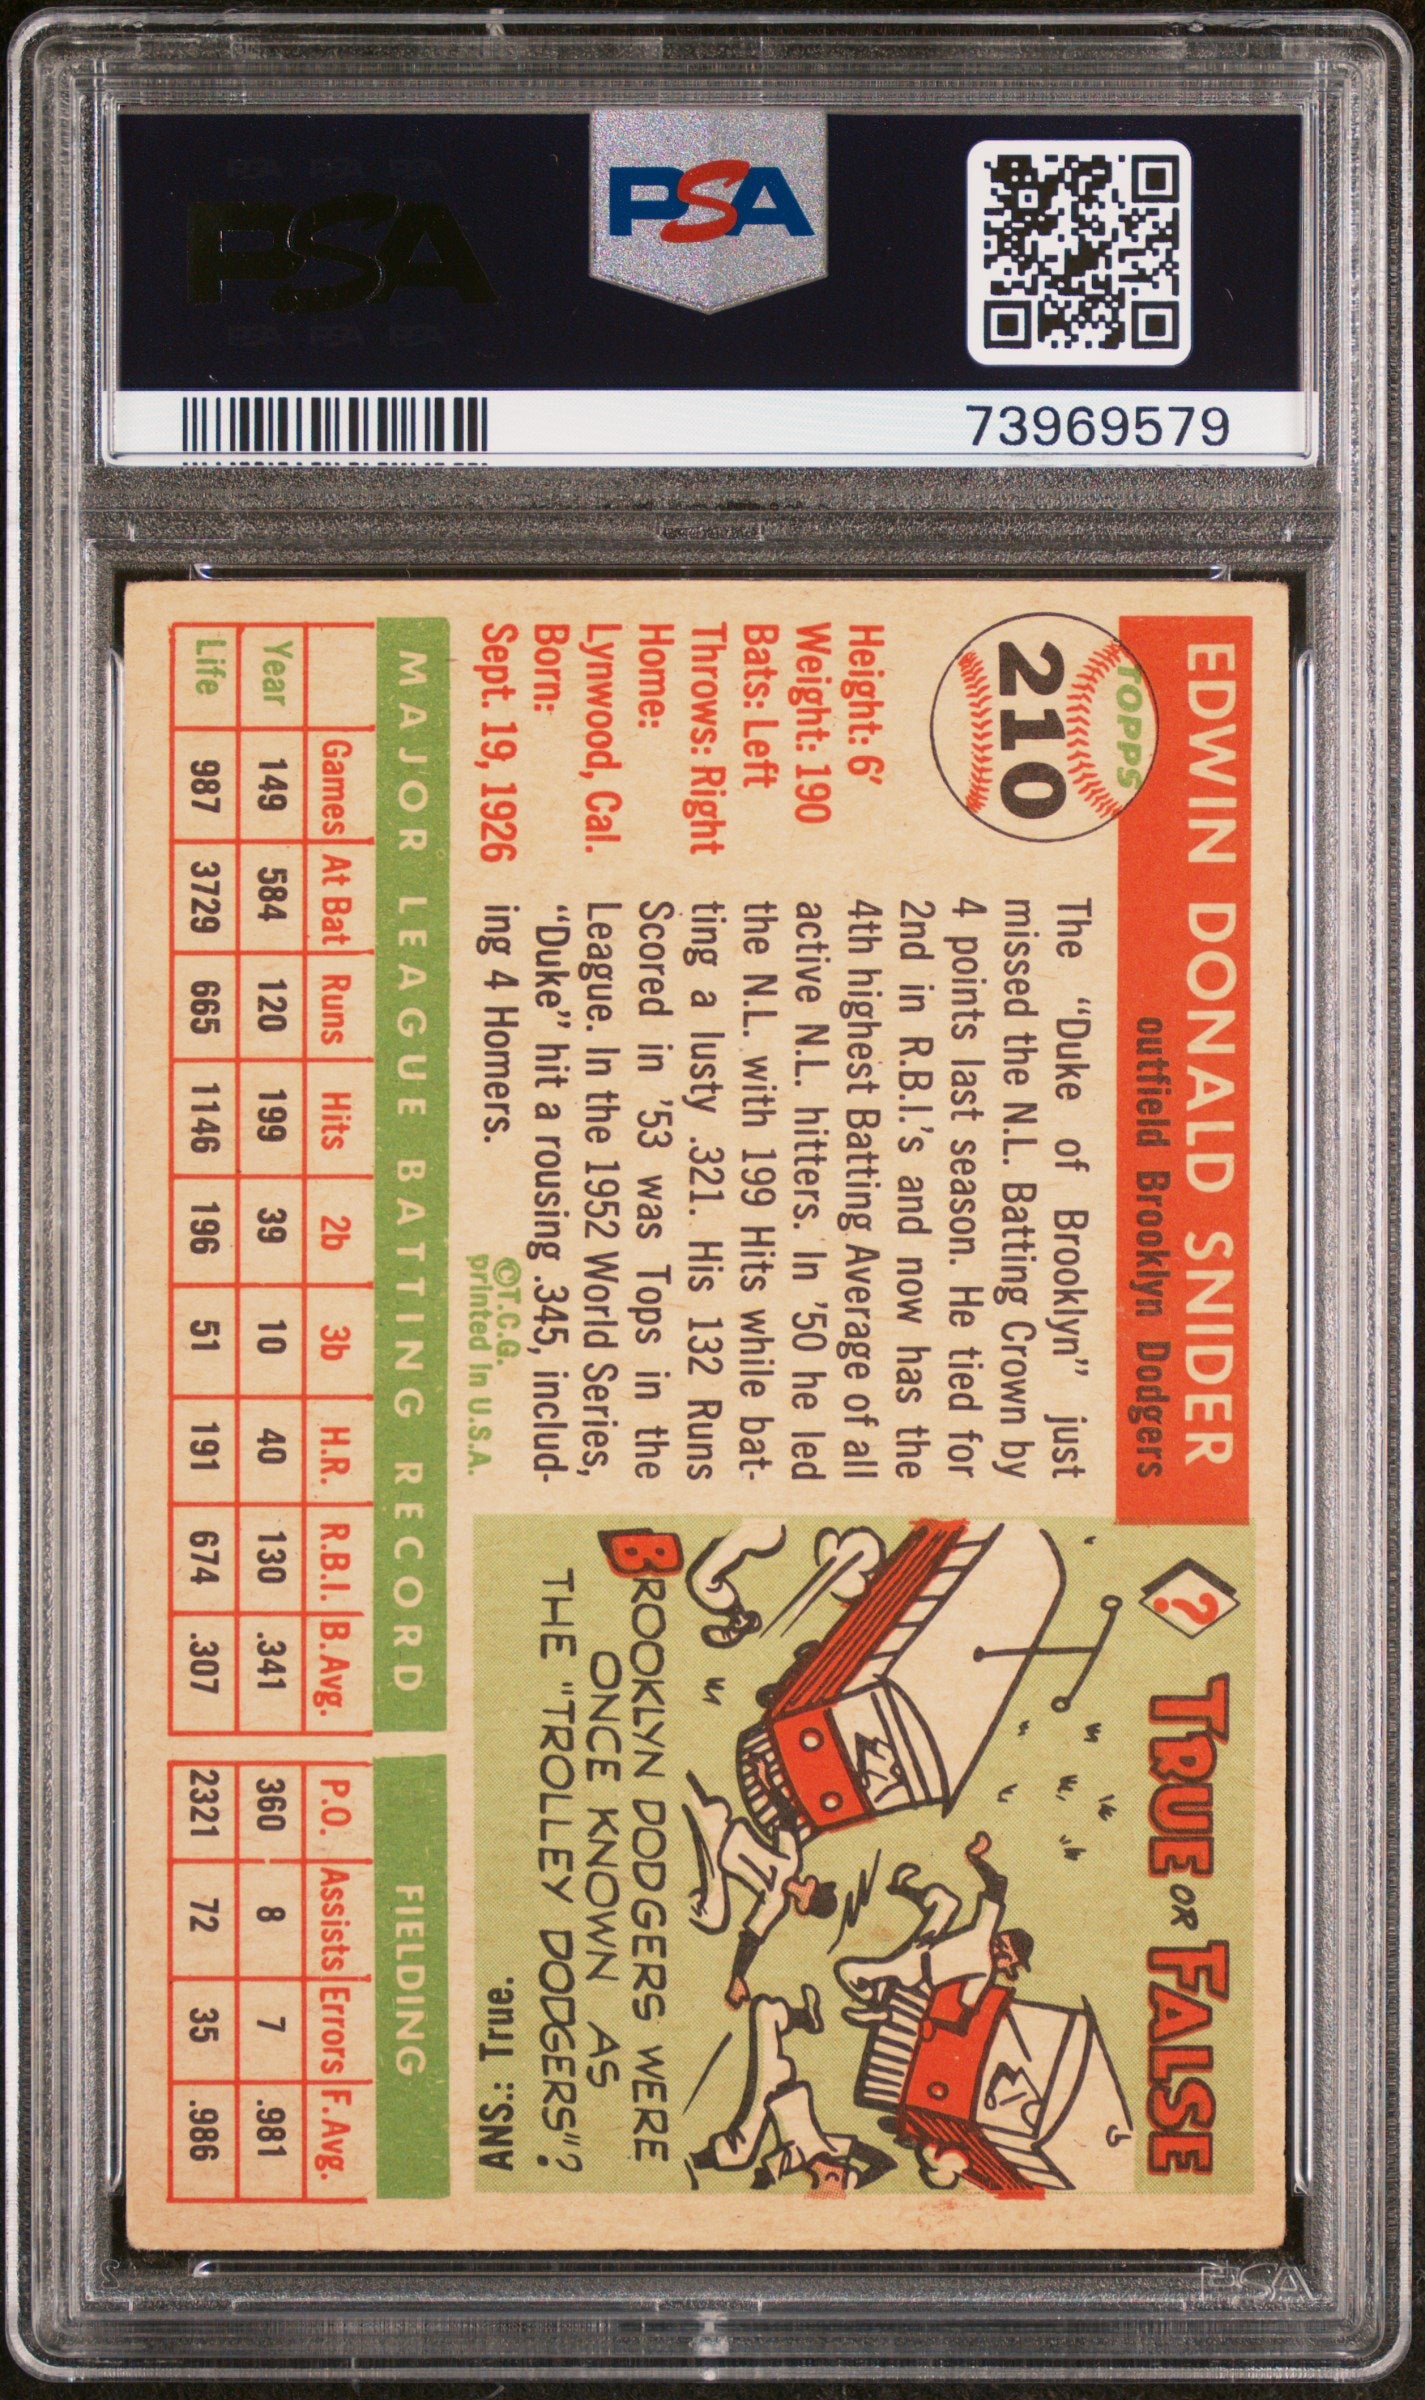 PSA PSA PSA
PSA
PSA PSA PSA
PSA
73969579
EDWIN DONALD SNIDER
outfield Brooklyn Dodgers
TOPPS
210
Height: 6'
Weight: 190
Bats: Left
Throws: Right
Home:
Lynwood, Cal.
Born:
Sept. 19, 1926
The "Duke of Brooklyn" just
missed the N.L. Batting Crown by
4 points last season. He tied for
2nd in R.B.I.'s and now has the
4th highest Batting Average of all
active N.L. hitters. In '50 he led
the N.L. with 199 Hits while bat-
ting a lusty .321. His 132 Runs
Scored in '53 was Tops in the
League. In the 1952 World Series,
"Duke" hit a rousing .345, includ-
ing 4 Homers.
©T.C.G.
printed in U.S.A.
?
TRUE OR FALSE
BROOKLYN DODGERS WERE
ONCE KNOWN AS
THE "TROLLEY DODGERS"?
ANS.: True.
MAJOR LEAGUE BATTING RECORD FIELDING
Games At Bat Runs Hits 2b 3b H.R. R.B.I. B.Avg. P.O. Assists Errors F.Avg.
Year 149 584 120 199 39 10 40 130 .341 360 8 7 .981
Life 987 3729 665 1146 196 51 191 674 .307 2321 72 35 .986
PSA